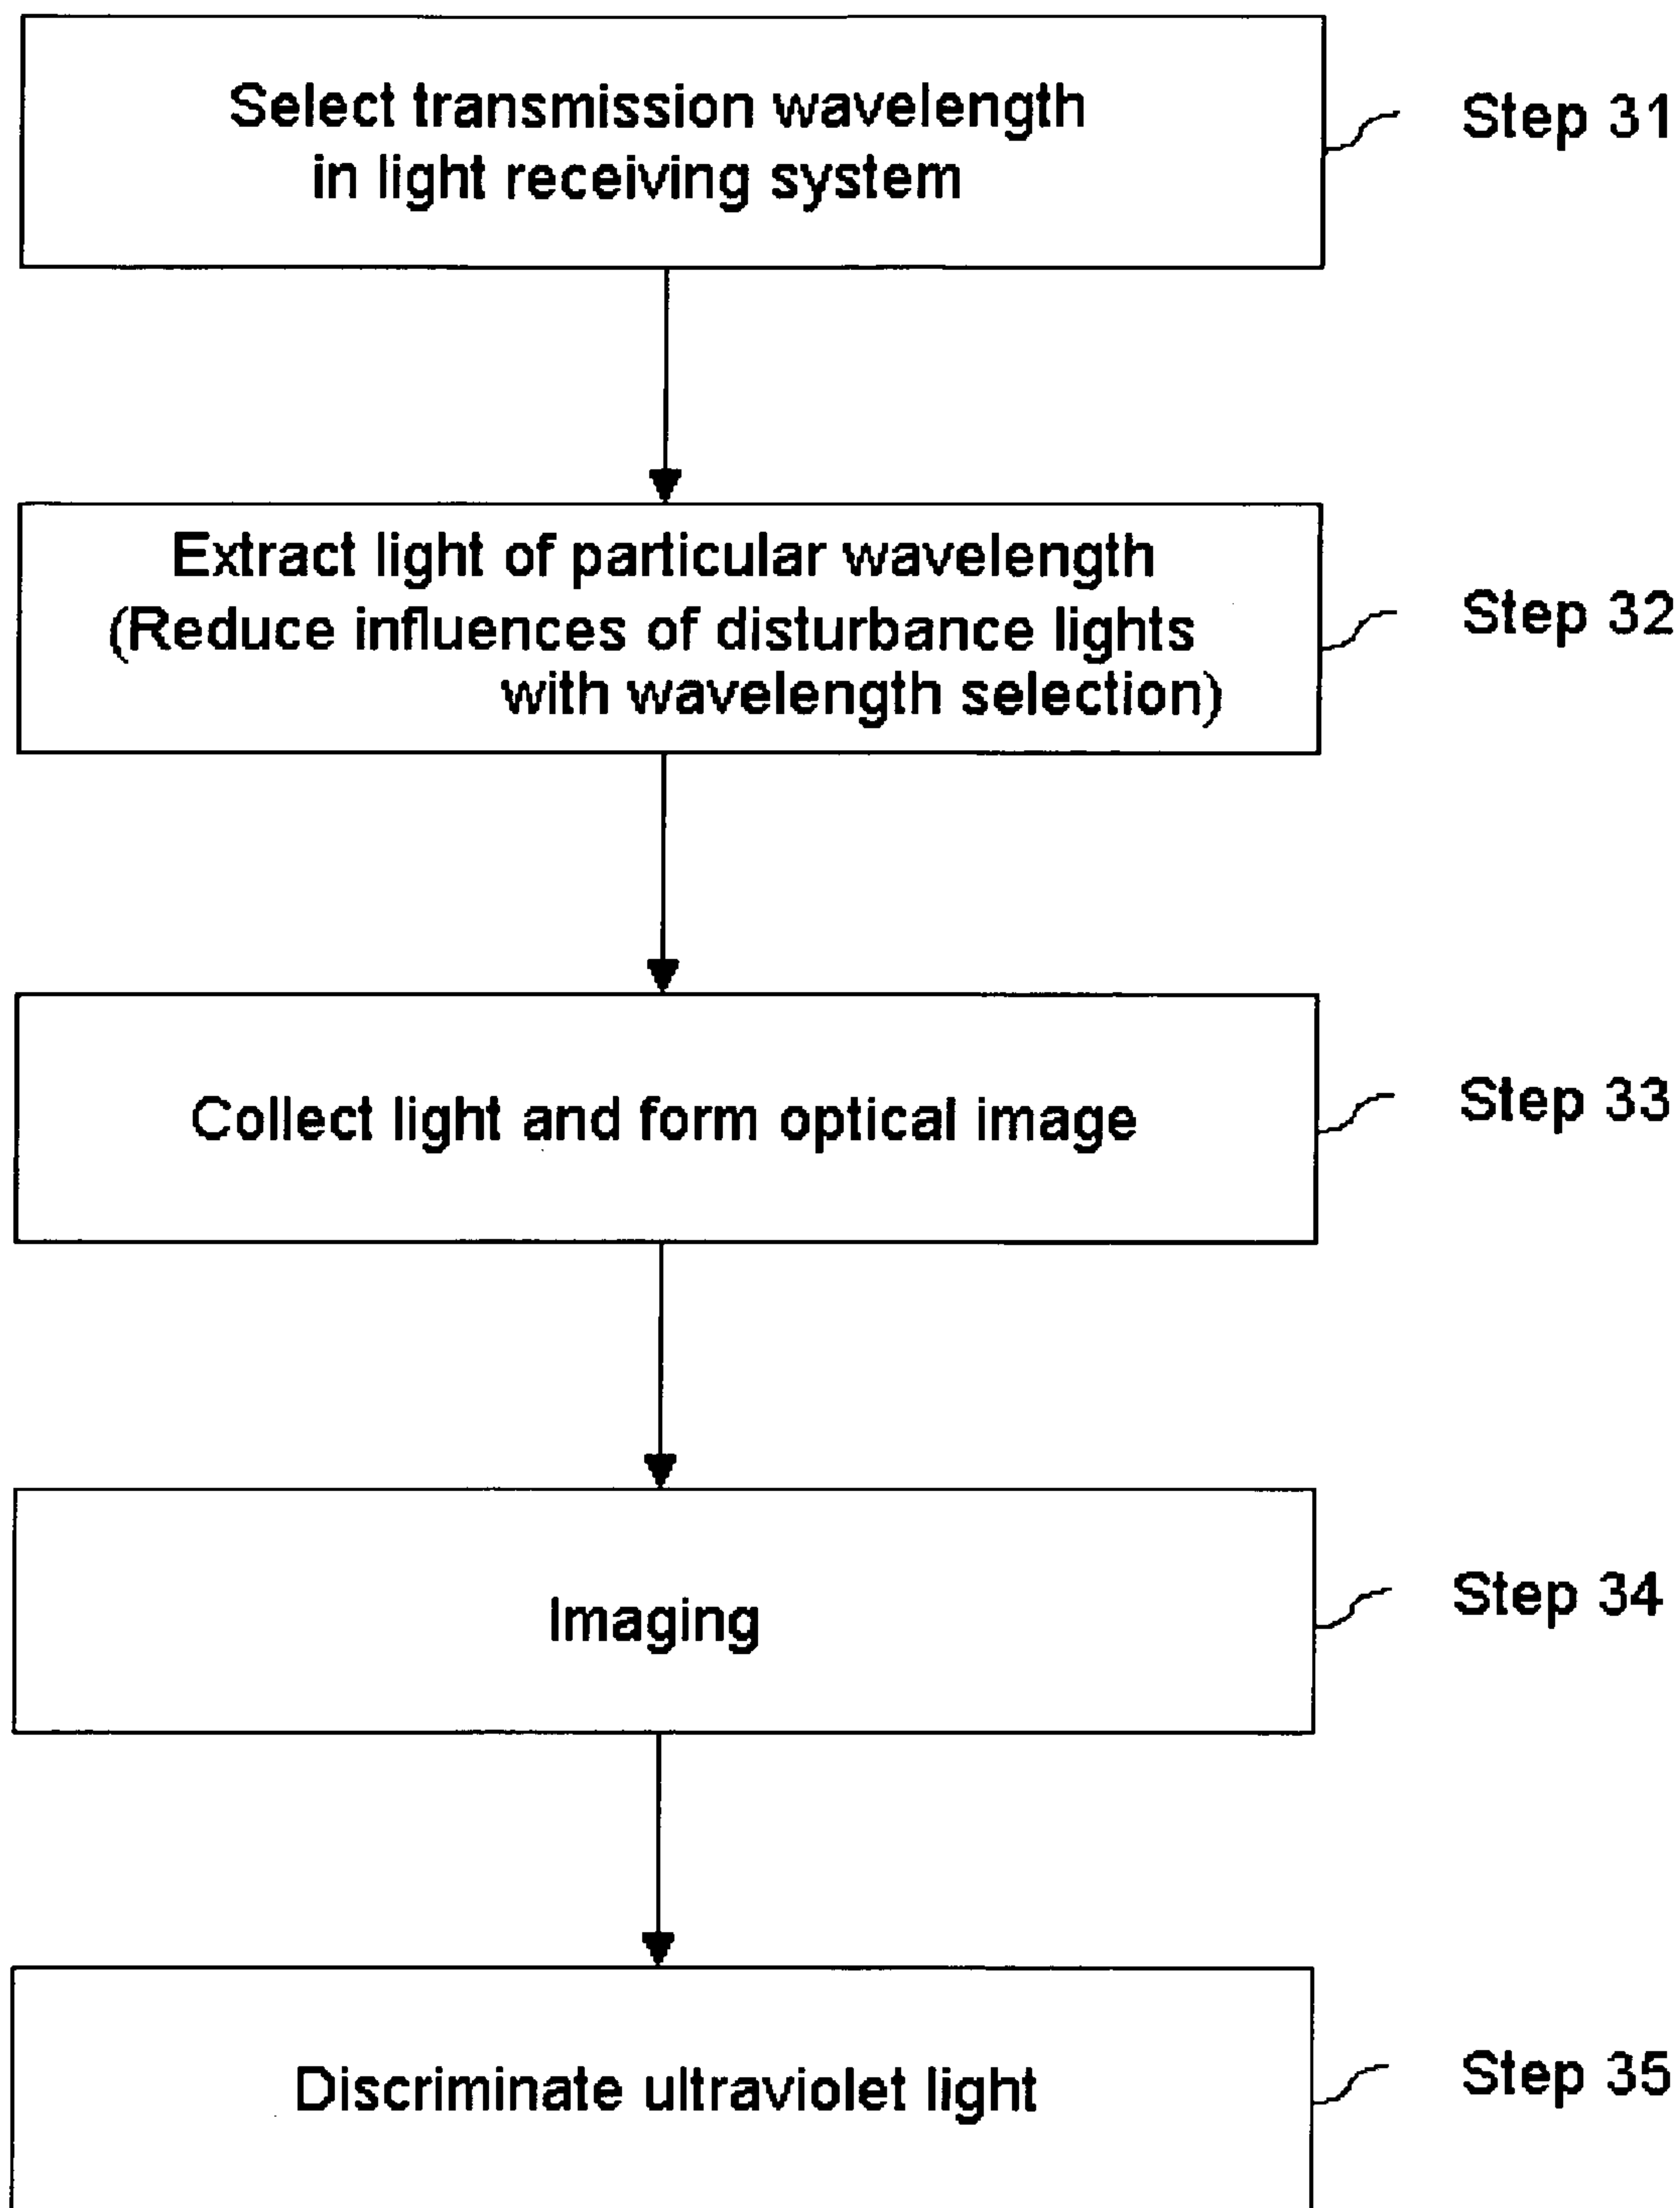 Select transmission wavelength
in light receiving system
Step 31
Extract light of particular wavelength
(Reduce influences of disturbance lights
with wavelength selection)
Step 32
Collect light and form optical image
Step 33
Imaging
Step 34
Discriminate ultraviolet light
Step 35